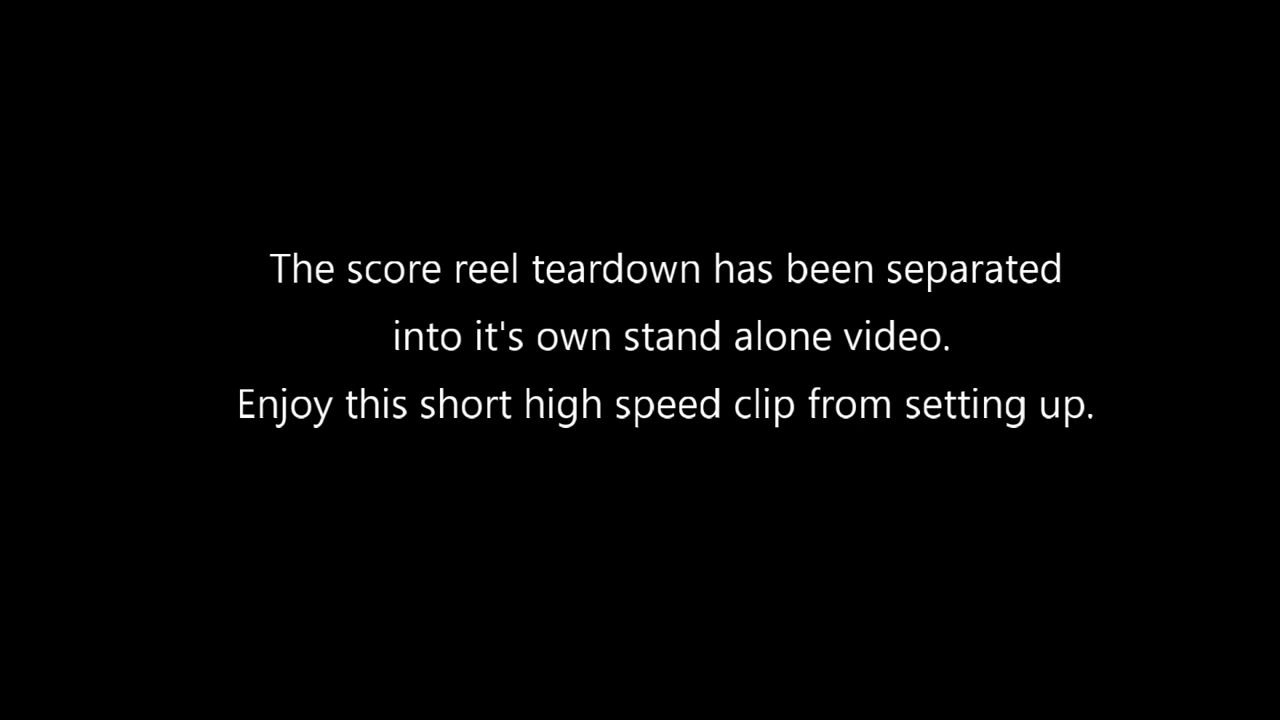 The score reel teardown has been separated
into it's own stand alone video.
Enjoy this short high speed clip from setting up.